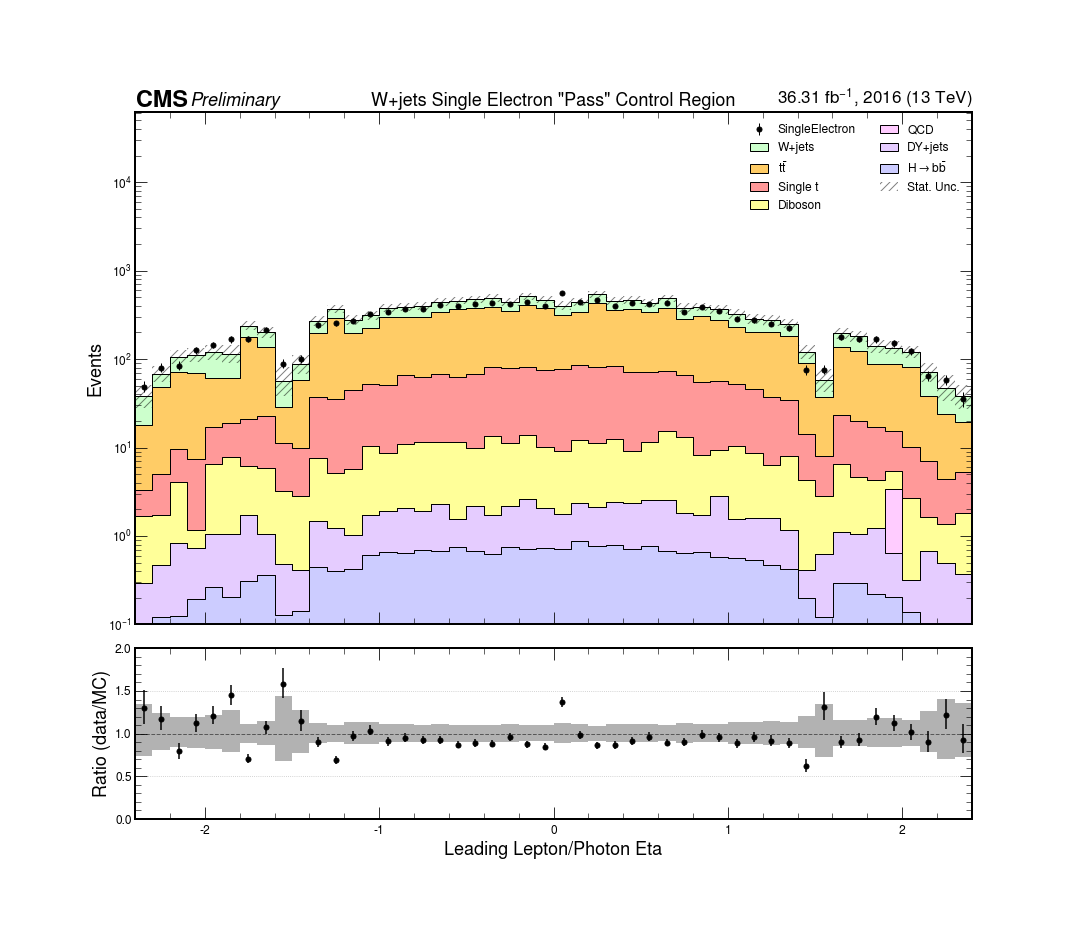 CMS Preliminary W+jets Single Electron "Pass" Control Region 36.31 fb⁻¹, 2016 (13 TeV)
SingleElectron QCD
W+jets DY+jets
tt̄ H→bb̄
Single t Stat. Unc.
Diboson
10⁴
10³
10²
10¹
10⁰
10⁻¹
Events
2.0
1.5
1.0
0.5
0.0
Ratio (data/MC)
-2 -1 0 1 2
Leading Lepton/Photon Eta